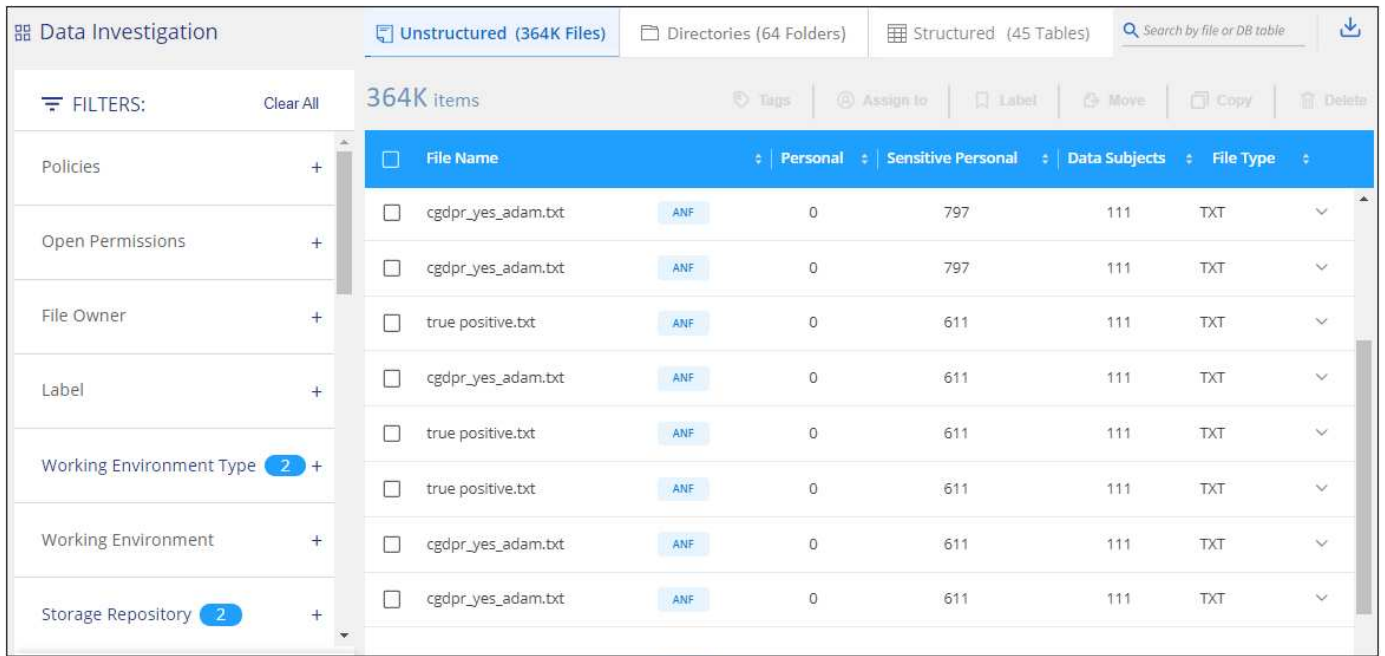 Data Investigation
Unstructured (364K Files)
Directories (64 Folders)
Structured (45 Tables)
Search by file or DB table
FILTERS: Clear All
364K items
Tags Assign to Label Move Copy Delete
File Name Personal Sensitive Personal Data Subjects File Type
Policies +
Open Permissions +
File Owner +
Label +
Working Environment Type 2 +
Working Environment +
Storage Repository 2 +
cgdpr_yes_adam.txt ANF 0 797 111 TXT
cgdpr_yes_adam.txt ANF 0 797 111 TXT
true positive.txt ANF 0 611 111 TXT
cgdpr_yes_adam.txt ANF 0 611 111 TXT
true positive.txt ANF 0 611 111 TXT
true positive.txt ANF 0 611 111 TXT
cgdpr_yes_adam.txt ANF 0 611 111 TXT
cgdpr_yes_adam.txt ANF 0 611 111 TXT